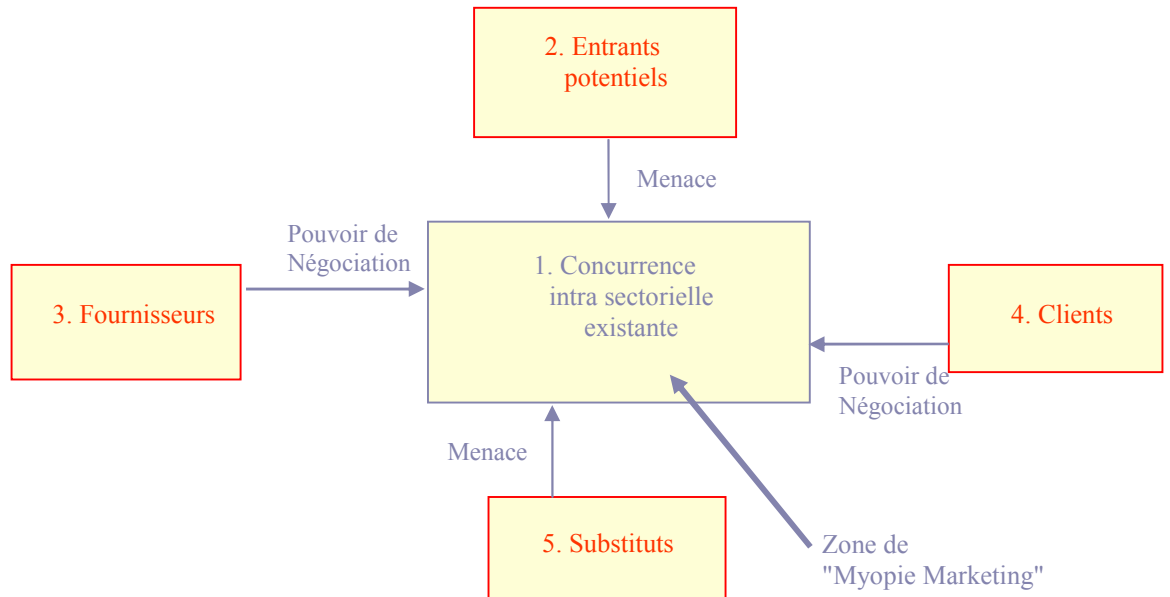 2. Entrants
potentiels
Menace
Pouvoir de
Négociation
1. Concurrence
intra sectorielle
existante
3. Fournisseurs
4. Clients
Pouvoir de
Négociation
Menace
5. Substituts
Zone de
"Myopie Marketing"